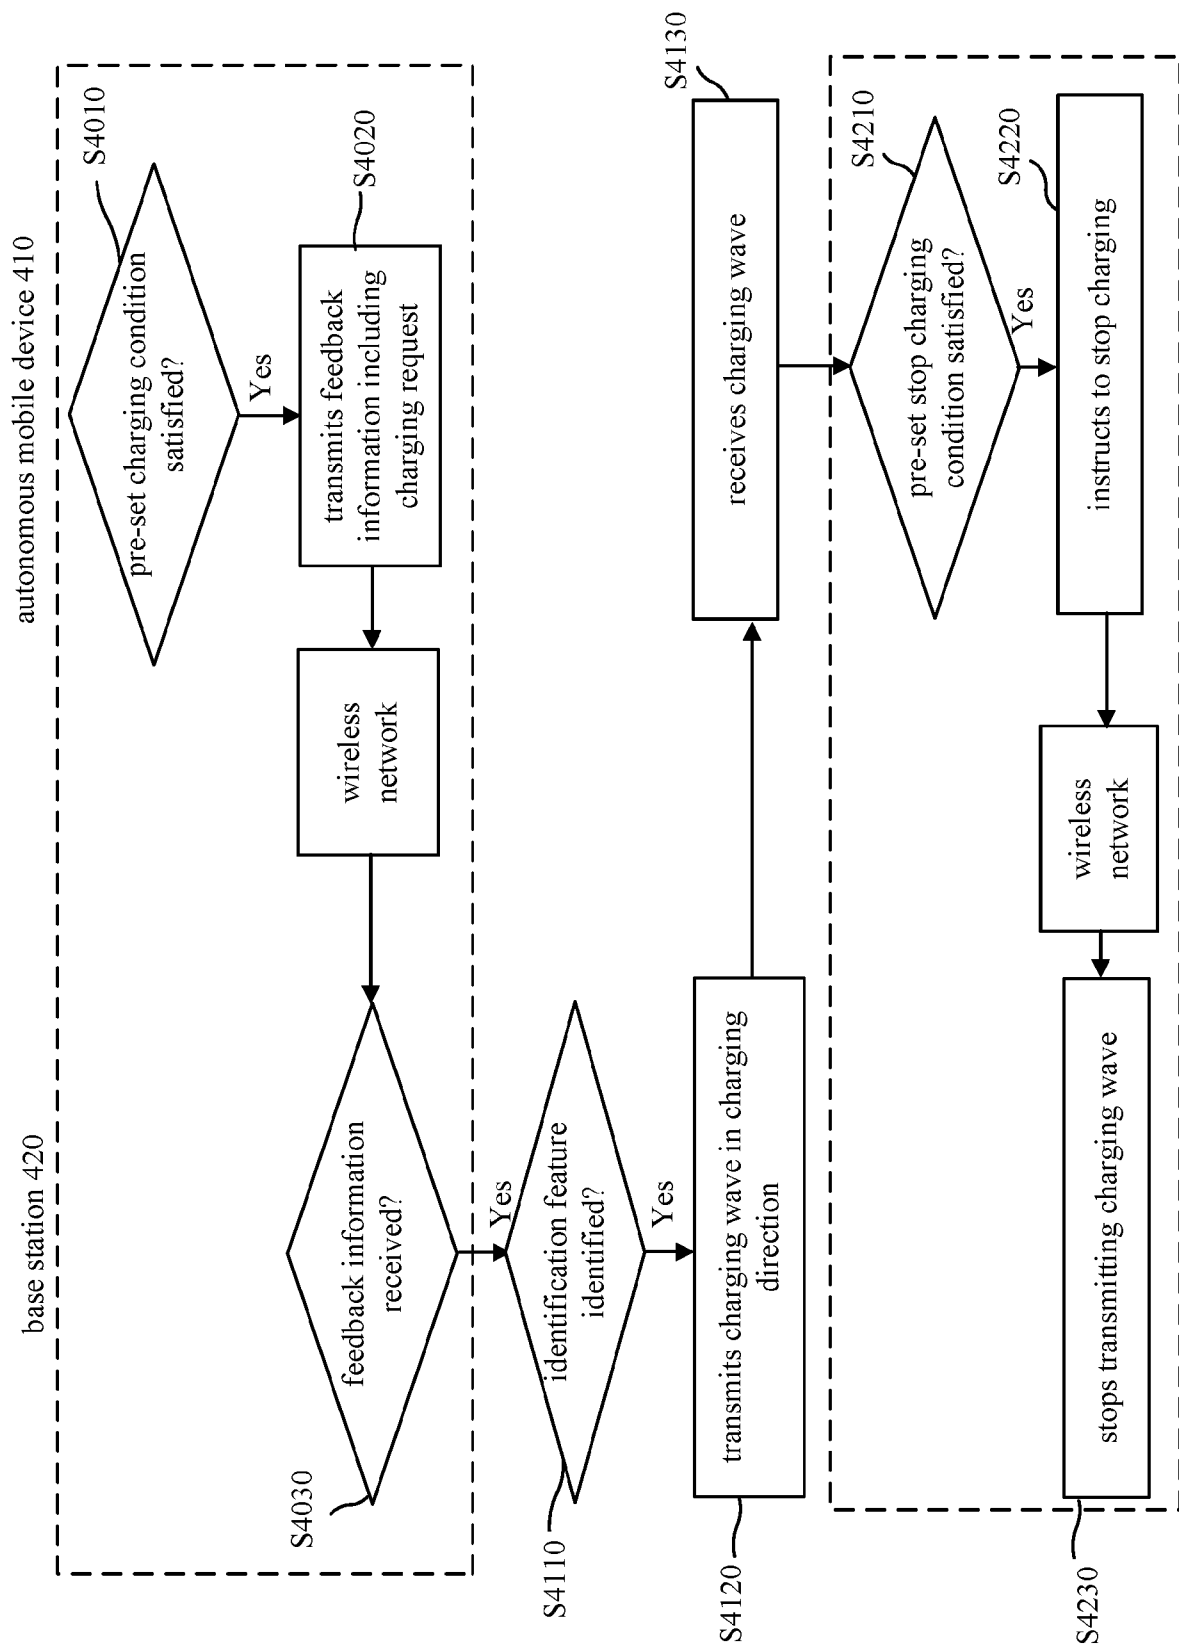 base station 420
autonomous mobile device 410
S4010
pre-set charging condition
satisfied?
Yes
S4020
transmits feedback
information including
charging request
wireless
network
feedback information
received?
S4030
Yes
identification feature
identified?
S4110
Yes
transmits charging wave in charging
direction
S4120
receives charging wave
S4130
pre-set stop charging
condition satisfied?
S4210
Yes
instructs to stop charging
S4220
wireless
network
stops transmitting charging wave
S4230